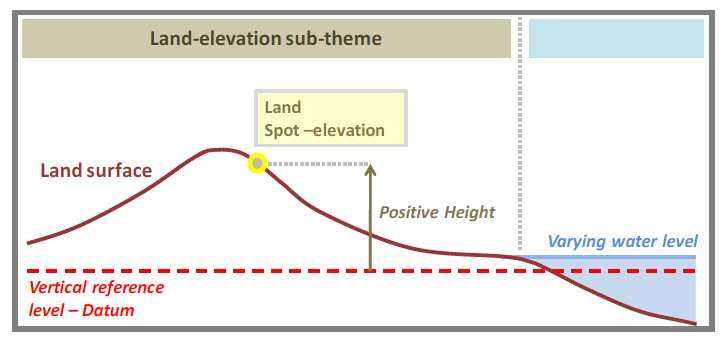 Land-elevation sub-theme
Land
Spot –elevation
Land surface
Positive Height
Varying water level
Vertical reference
level – Datum